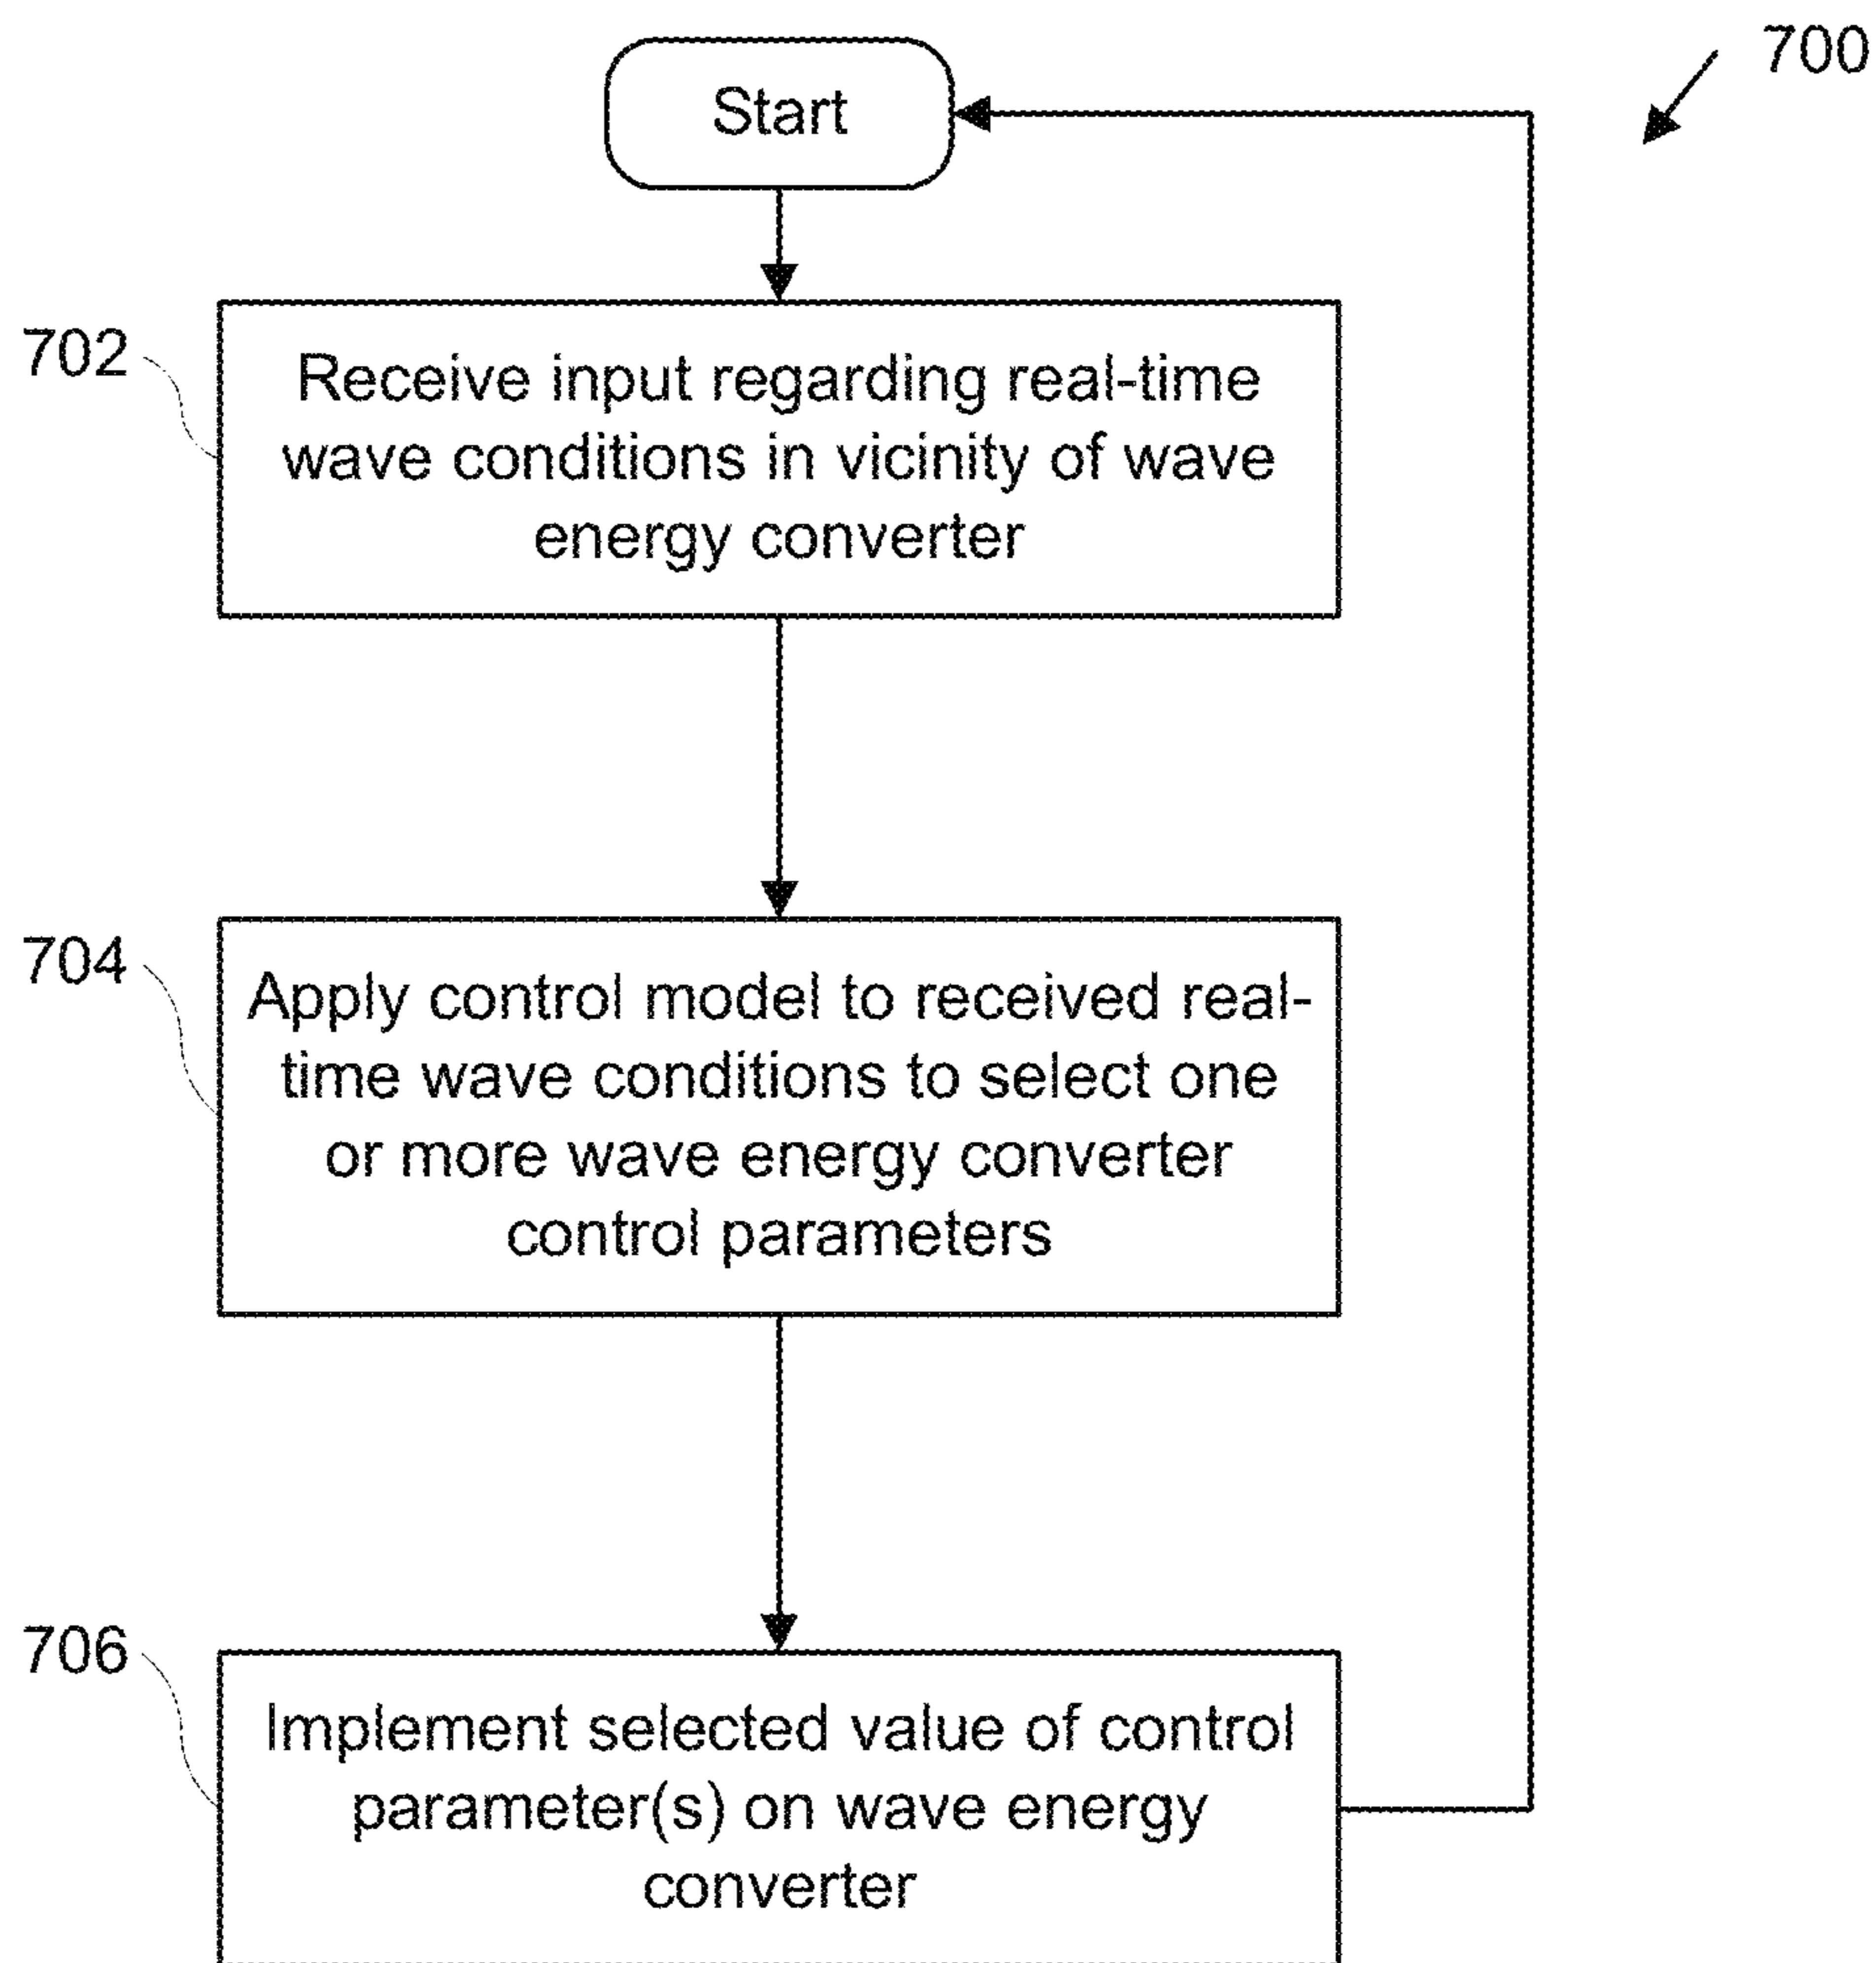 700
Start
702
Receive input regarding real-time
wave conditions in vicinity of wave
energy converter
704
Apply control model to received real-
time wave conditions to select one
or more wave energy converter
control parameters
706
Implement selected value of control
parameter(s) on wave energy
converter